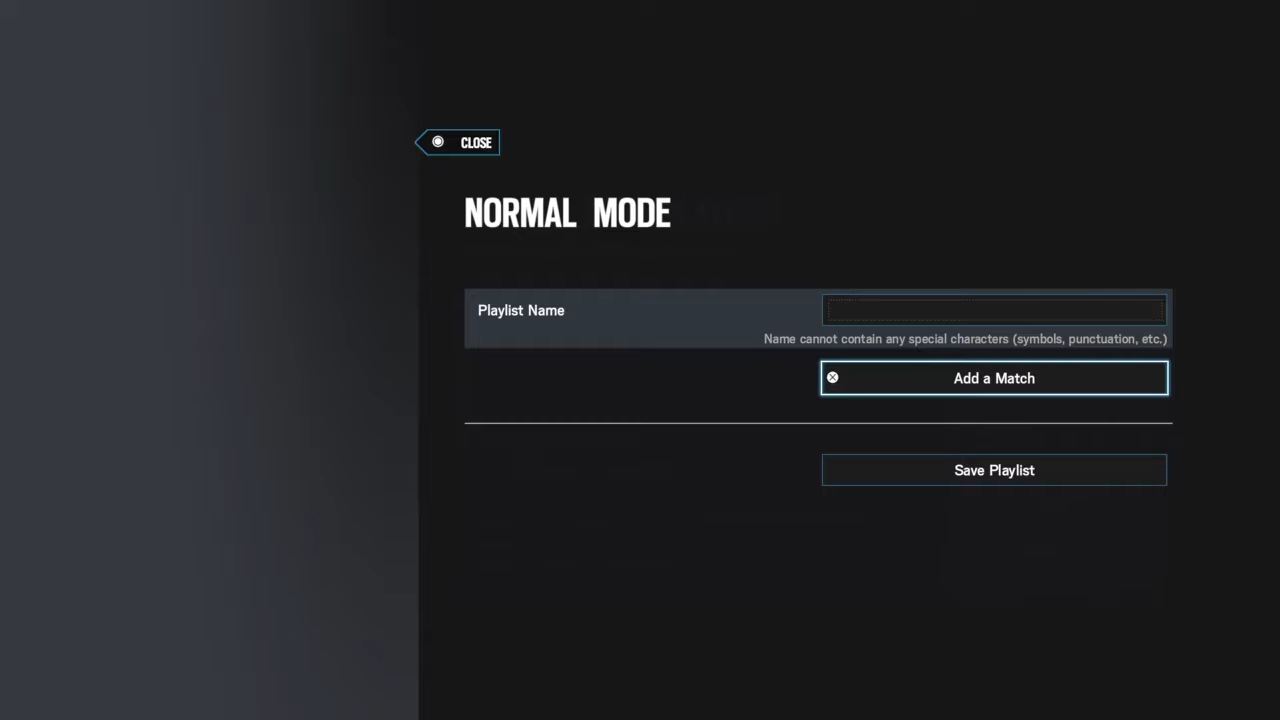 CLOSE
NORMAL MODE
Playlist Name
Name cannot contain any special characters (symbols, punctuation, etc.)
Add a Match
Save Playlist